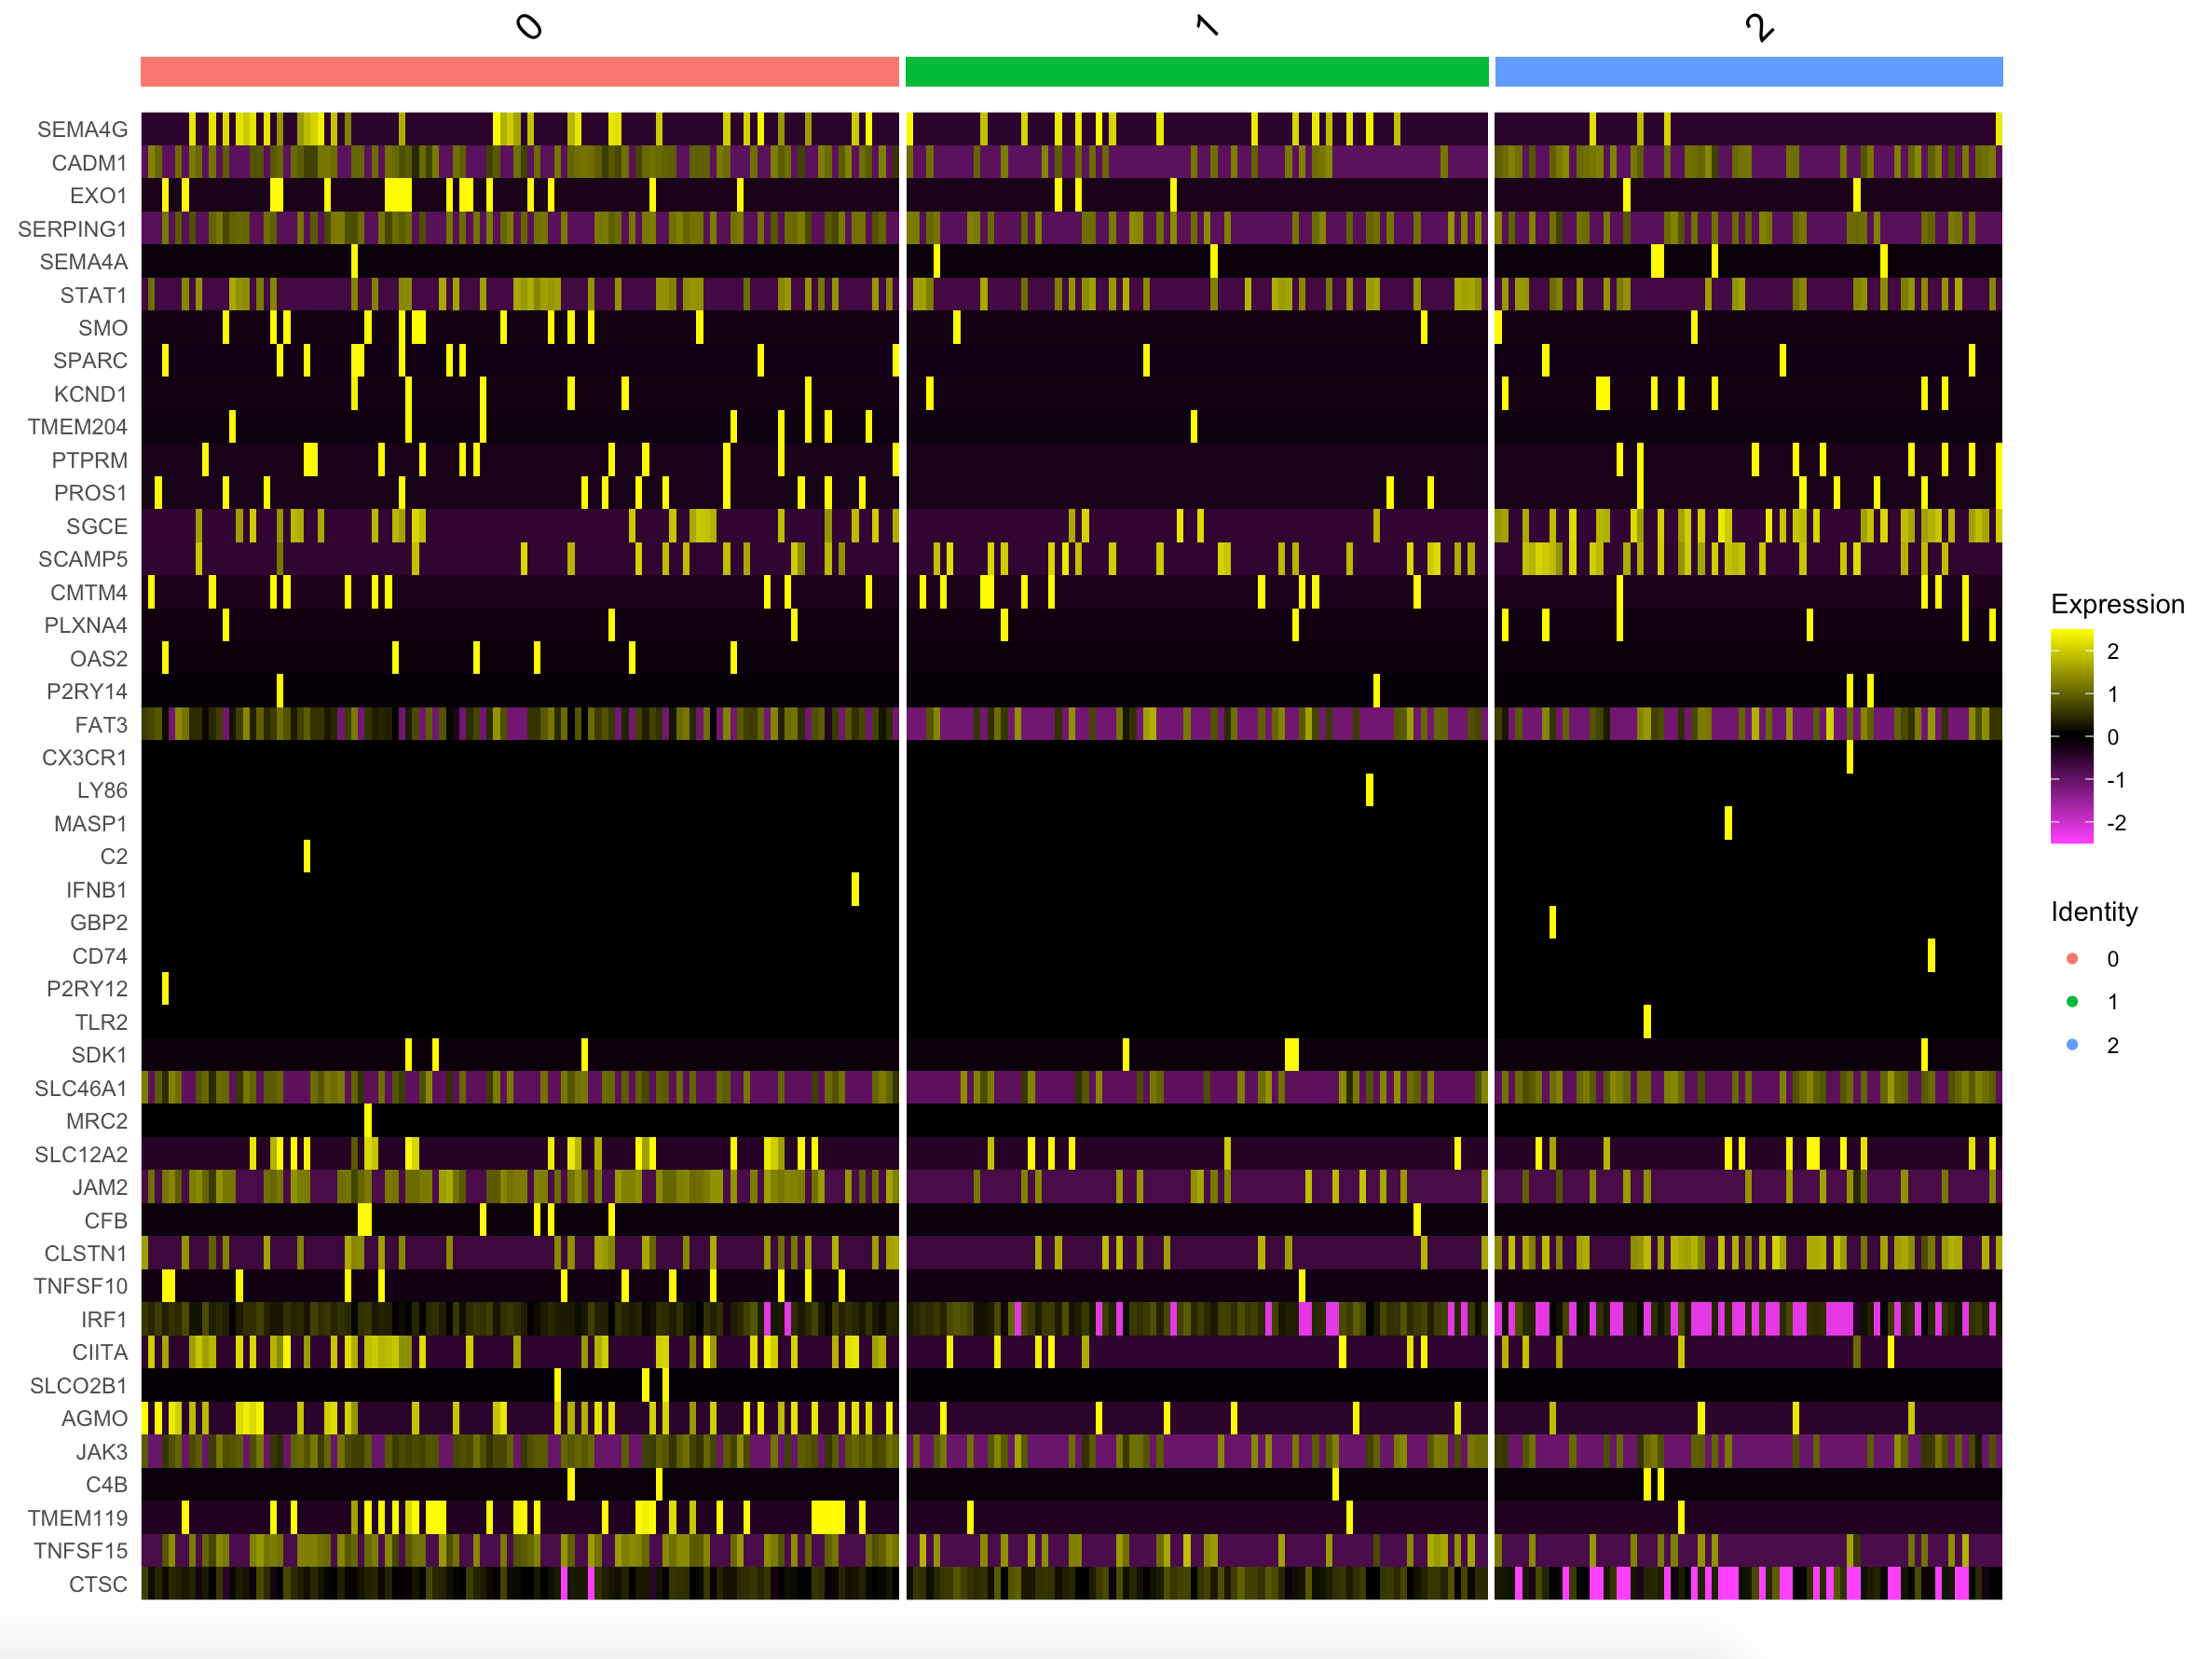 0 1 2
SEMA4G
CADM1
EXO1
SERPING1
SEMA4A
STAT1
SMO
SPARC
KCND1
TMEM204
PTPRM
PROS1
SGCE
SCAMP5
CMTM4
PLXNA4
OAS2
P2RY14
FAT3
CX3CR1
LY86
MASP1
C2
IFNB1
GBP2
CD74
P2RY12
TLR2
SDK1
SLC46A1
MRC2
SLC12A2
JAM2
CFB
CLSTN1
TNFSF10
IRF1
CIITA
SLCO2B1
AGMO
JAK3
C4B
TMEM119
TNFSF15
CTSC
Expression
2
1
0
-1
-2
Identity
0
1
2